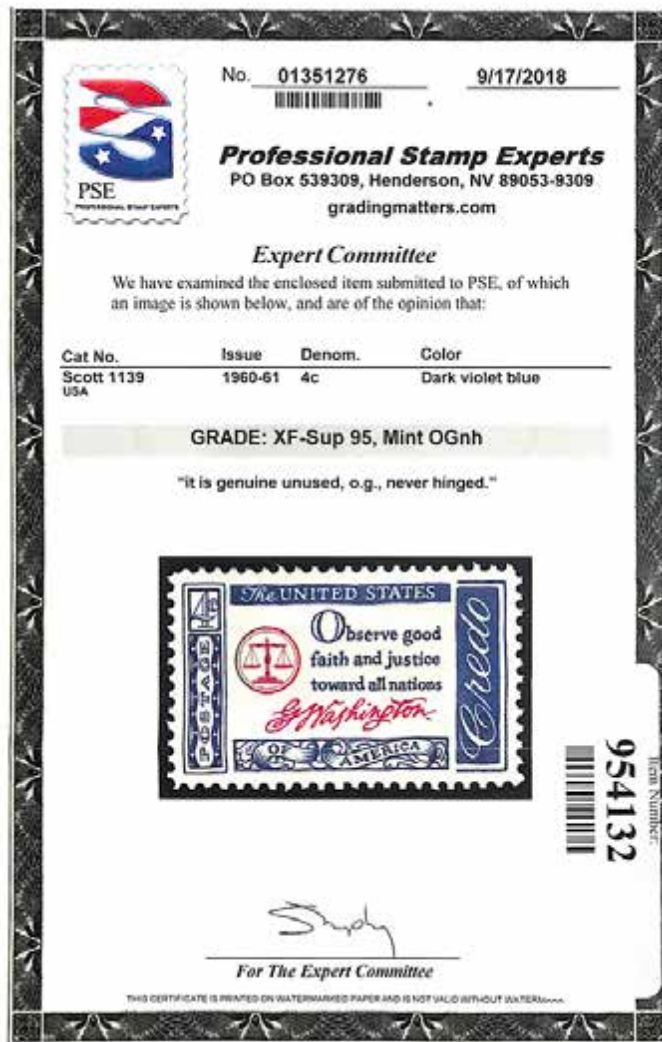 No. 01351276 9/17/2018
PSE
PROFESSIONAL STAMP EXPERTS
Professional Stamp Experts
PO Box 539309, Henderson, NV 89053-9309
gradingmatters.com
Expert Committee
We have examined the enclosed item submitted to PSE, of which
an image is shown below, and are of the opinion that:
Cat No. Issue Denom. Color
Scott 1139 1960-61 4c Dark violet blue
USA
GRADE: XF-Sup 95, Mint OGnh
"it is genuine unused, o.g., never hinged."
The UNITED STATES
4¢
POSTAGE
Observe good
faith and justice
toward all nations
G Washington
OF AMERICA
Credo
Item Number:
954132
For The Expert Committee
THIS CERTIFICATE IS PRINTED ON WATERMARKED PAPER AND IS NOT VALID WITHOUT